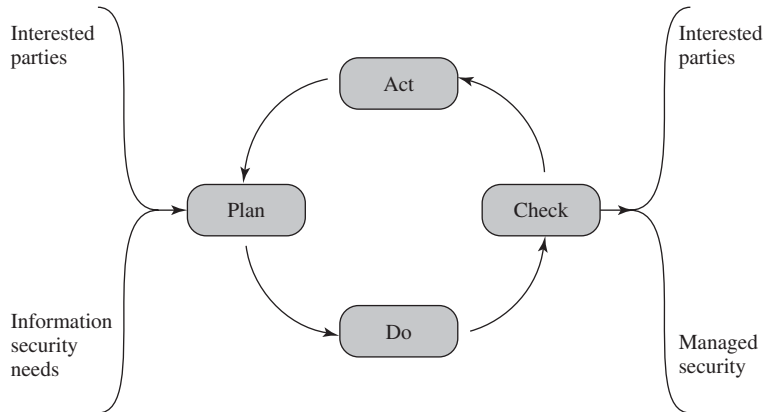 Interested
parties
Interested
parties
Act
Plan
Check
Do
Information
security
needs
Managed
security